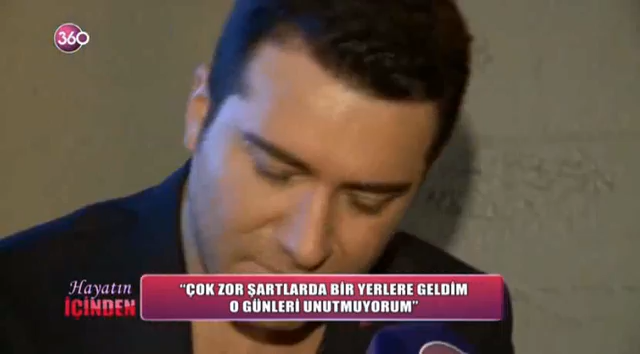 360
Hayatın
İÇİNDEN
"ÇOK ZOR ŞARTLARDA BİR YERLERE GELDİM
O GÜNLERİ UNUTMUYORUM"